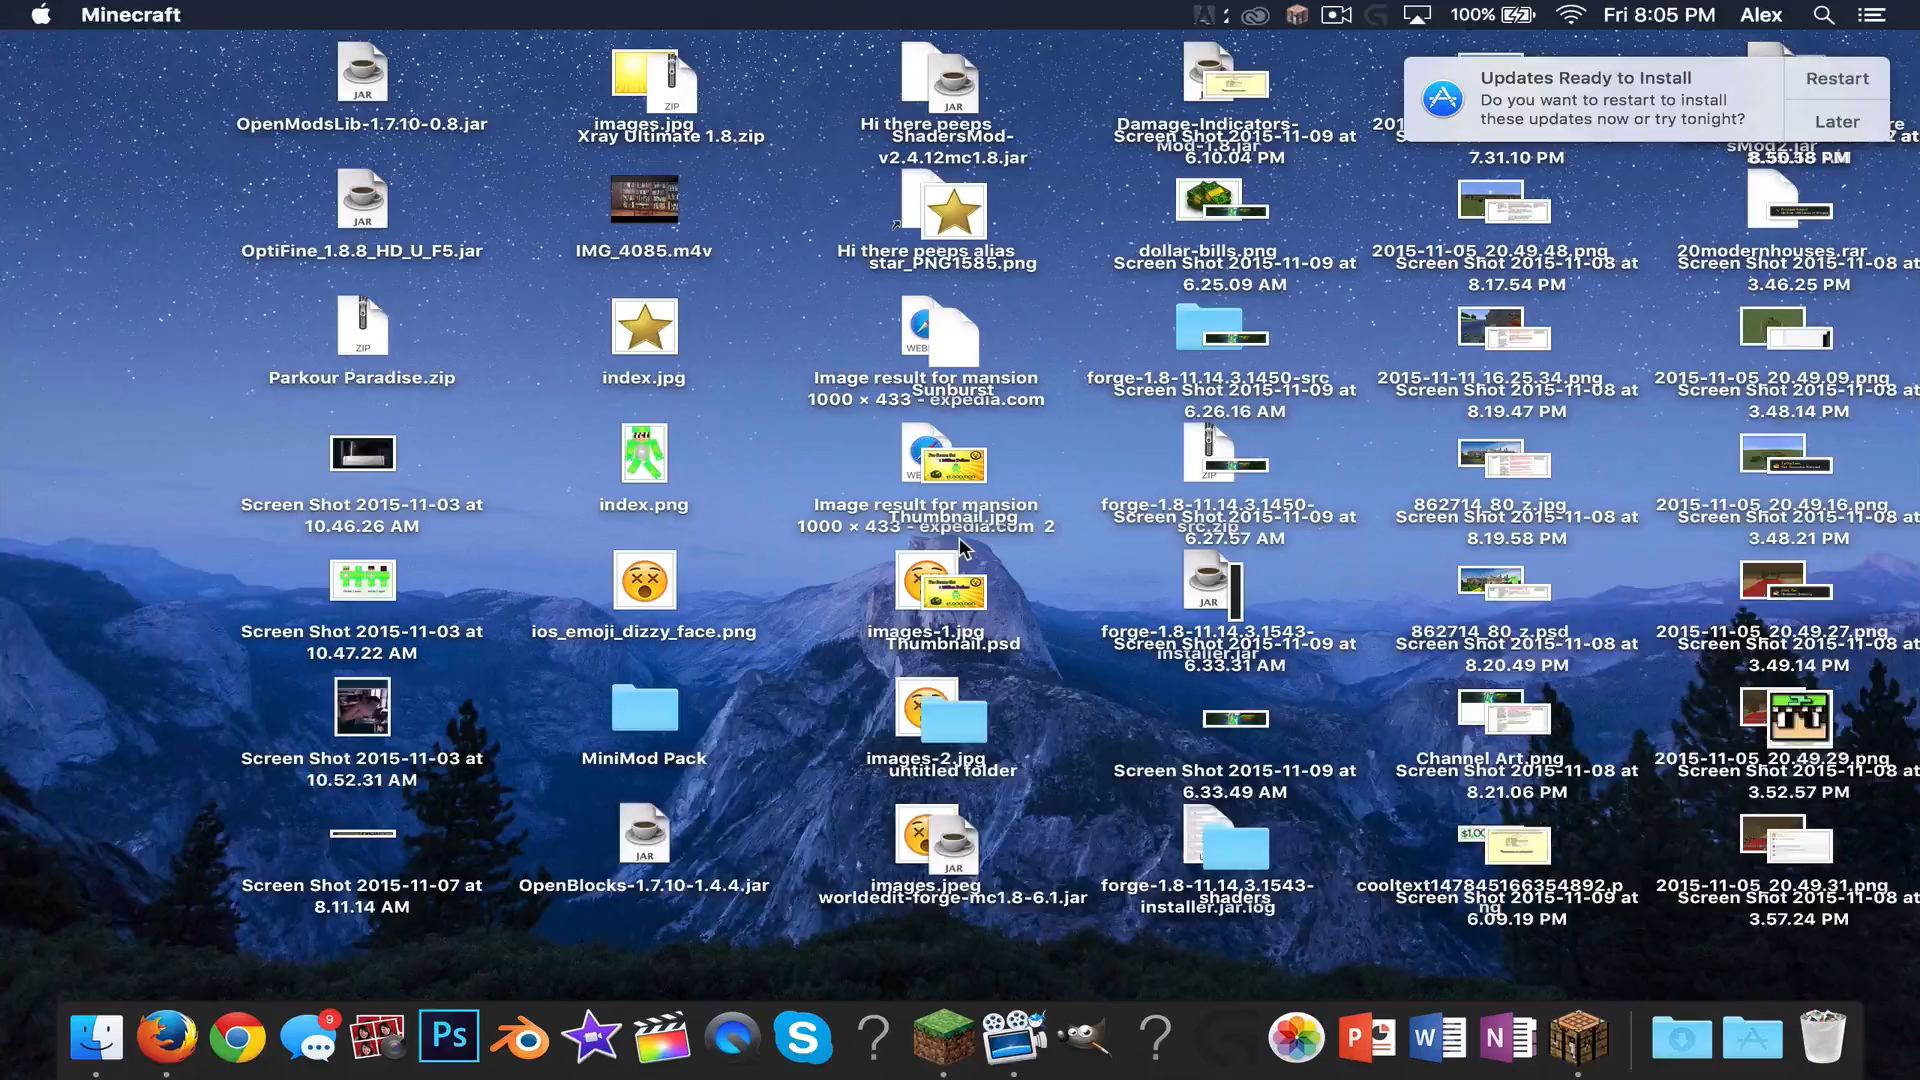 Minecraft
100%
Fri 8:05 PM
Alex
Updates Ready to Install
Do you want to restart to install
these updates now or try tonight?
Restart
Later
JAR
OpenModsLib-1.7.10-0.8.jar
ZIP
images.jpg
Xray Ultimate 1.8.zip
JAR
Hi there peeps
ShadersMod-
v2.4.12mc1.8.jar
Damage-Indicators-
Mod-1.8.jar
Screen Shot 2015-11-09 at
6.10.04 PM
7.31.10 PM
sMod2.jar
JAR
OptiFine_1.8.8_HD_U_F5.jar
IMG_4085.m4v
Hi there peeps alias
star_PNG1585.png
dollar-bills.png
Screen Shot 2015-11-09 at
6.25.09 AM
2015-11-05_20.49.48.png
Screen Shot 2015-11-08 at
8.17.54 PM
20modernhouses.rar
Screen Shot 2015-11-08 at
3.46.25 PM
ZIP
Parkour Paradise.zip
index.jpg
Image result for mansion
1000 × 433 - expedia.com
Sunburst
forge-1.8-11.14.3.1450-src
Screen Shot 2015-11-09 at
6.26.16 AM
2015-11-11_16.25.34.png
Screen Shot 2015-11-08 at
8.19.47 PM
2015-11-05_20.49.09.png
Screen Shot 2015-11-08 at
3.48.14 PM
Screen Shot 2015-11-03 at
10.46.26 AM
index.png
Image result for mansion
1000 × 433 - expedia.com 2
Thumbnail.jpg
ZIP
forge-1.8-11.14.3.1450-
src.zip
Screen Shot 2015-11-09 at
6.27.57 AM
862714_80_z.jpg
Screen Shot 2015-11-08 at
8.19.58 PM
2015-11-05_20.49.16.png
Screen Shot 2015-11-08 at
3.48.21 PM
Screen Shot 2015-11-03 at
10.47.22 AM
ios_emoji_dizzy_face.png
images-1.jpg
Thumbnail.psd
JAR
forge-1.8-11.14.3.1543-
installer.jar
Screen Shot 2015-11-09 at
6.33.31 AM
862714_80_z.psd
Screen Shot 2015-11-08 at
8.20.49 PM
2015-11-05_20.49.27.png
Screen Shot 2015-11-08 at
3.49.14 PM
Screen Shot 2015-11-03 at
10.52.31 AM
MiniMod Pack
images-2.jpg
untitled folder
Screen Shot 2015-11-09 at
6.33.49 AM
Channel Art.png
Screen Shot 2015-11-08 at
8.21.06 PM
2015-11-05_20.49.29.png
Screen Shot 2015-11-08 at
3.52.57 PM
Screen Shot 2015-11-07 at
8.11.14 AM
JAR
OpenBlocks-1.7.10-1.4.4.jar
JAR
images.jpeg
worldedit-forge-mc1.8-6.1.jar
forge-1.8-11.14.3.1543-
installer.jar.log
shaders
cooltext147845166354892.p
ng
Screen Shot 2015-11-09 at
6.09.19 PM
2015-11-05_20.49.31.png
Screen Shot 2015-11-08 at
3.57.24 PM
9
Ps